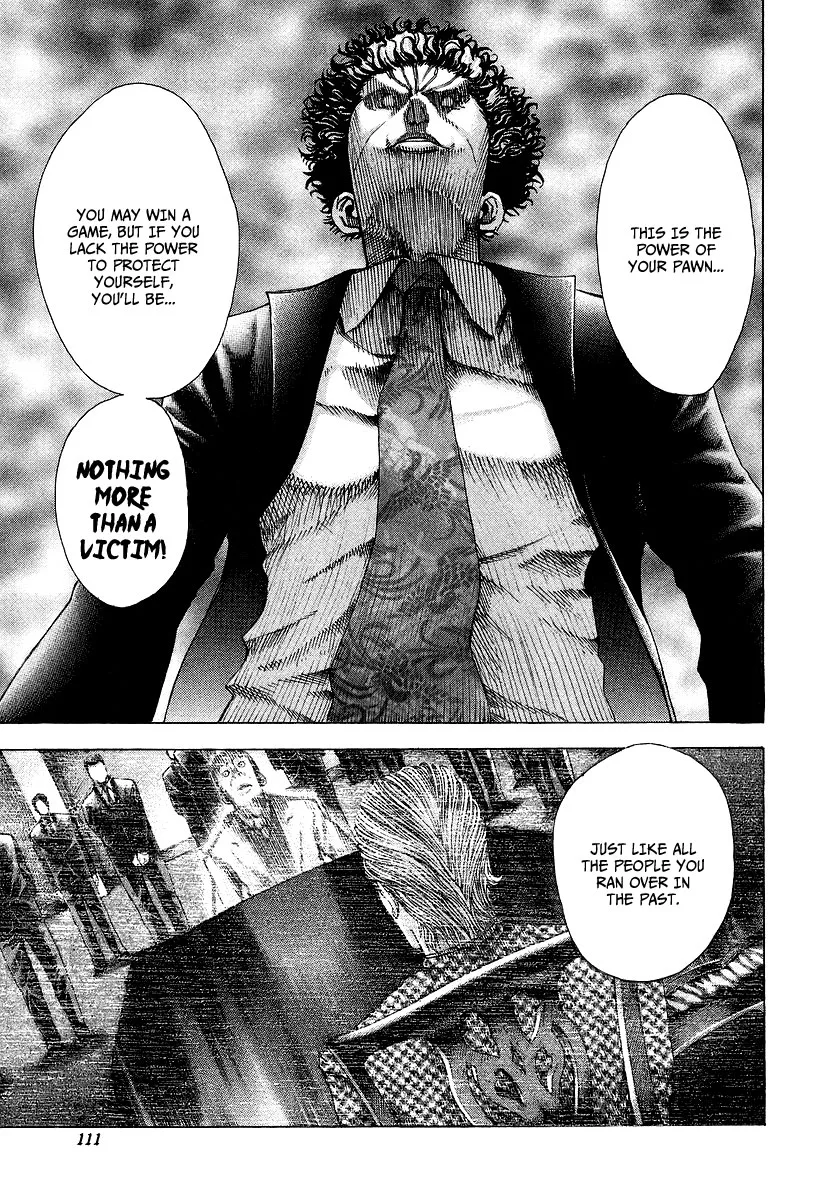 THIS IS THE
POWER OF
YOUR PAWN...
YOU MAY WIN A
GAME, BUT IF YOU
LACK THE POWER
TO PROTECT
YOURSELF,
YOU'LL BE...
NOTHING
MORE
THAN A
VICTIM!
JUST LIKE ALL
THE PEOPLE YOU
RAN OVER IN
THE PAST.
111